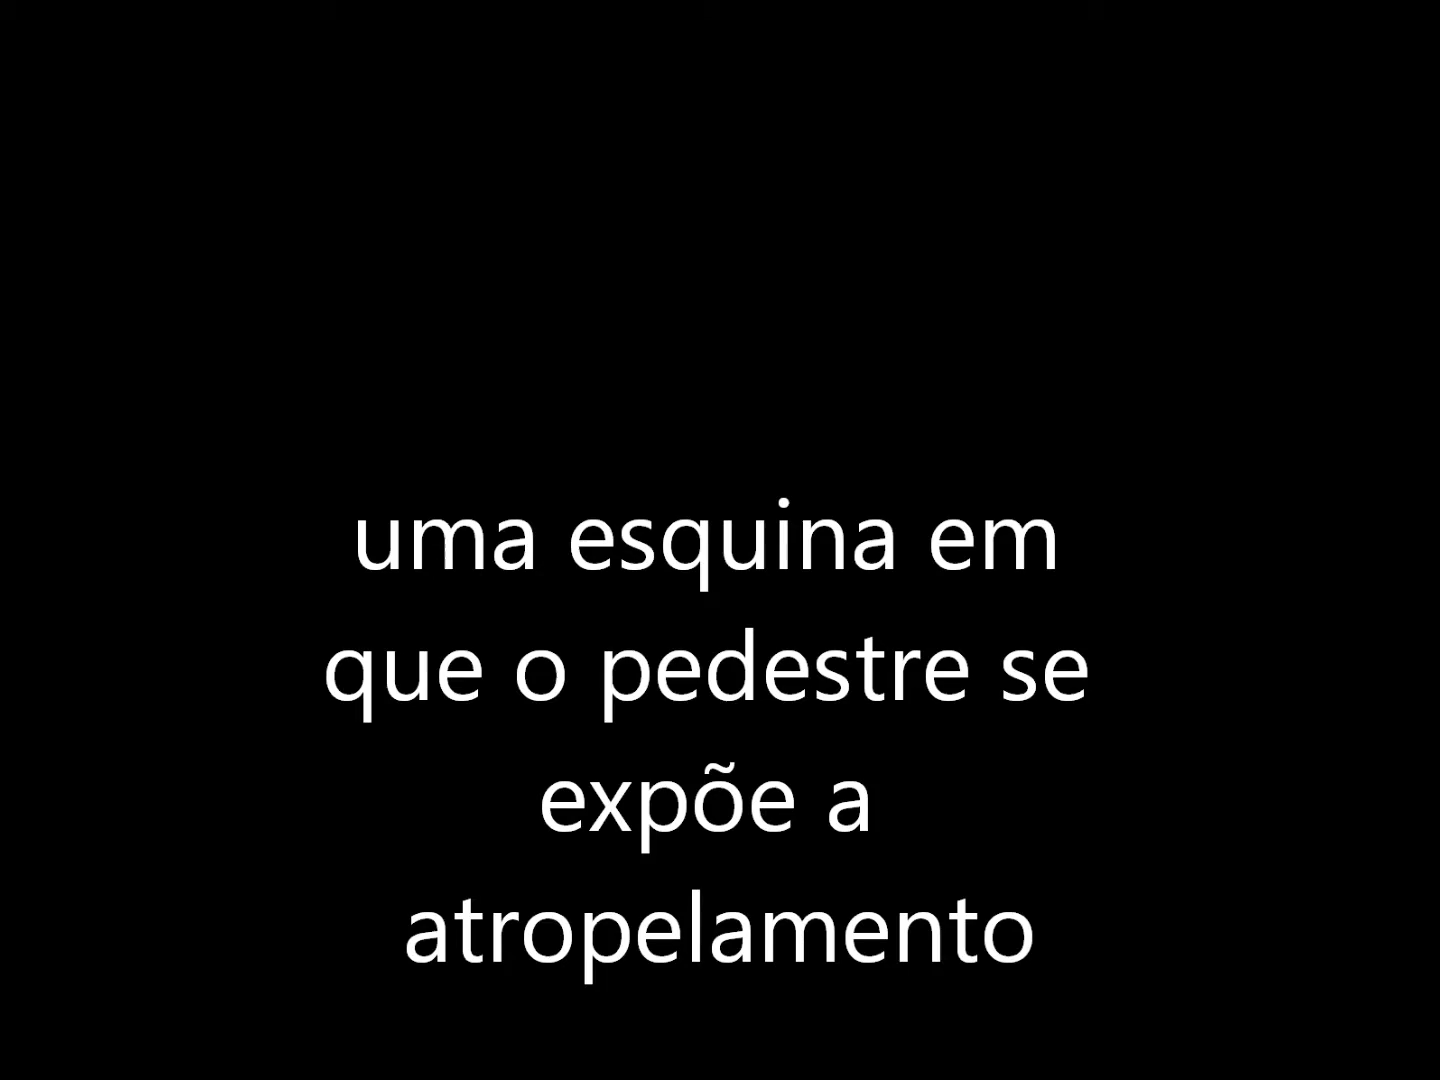 uma esquina em
que o pedestre se
expõe a
atropelamento